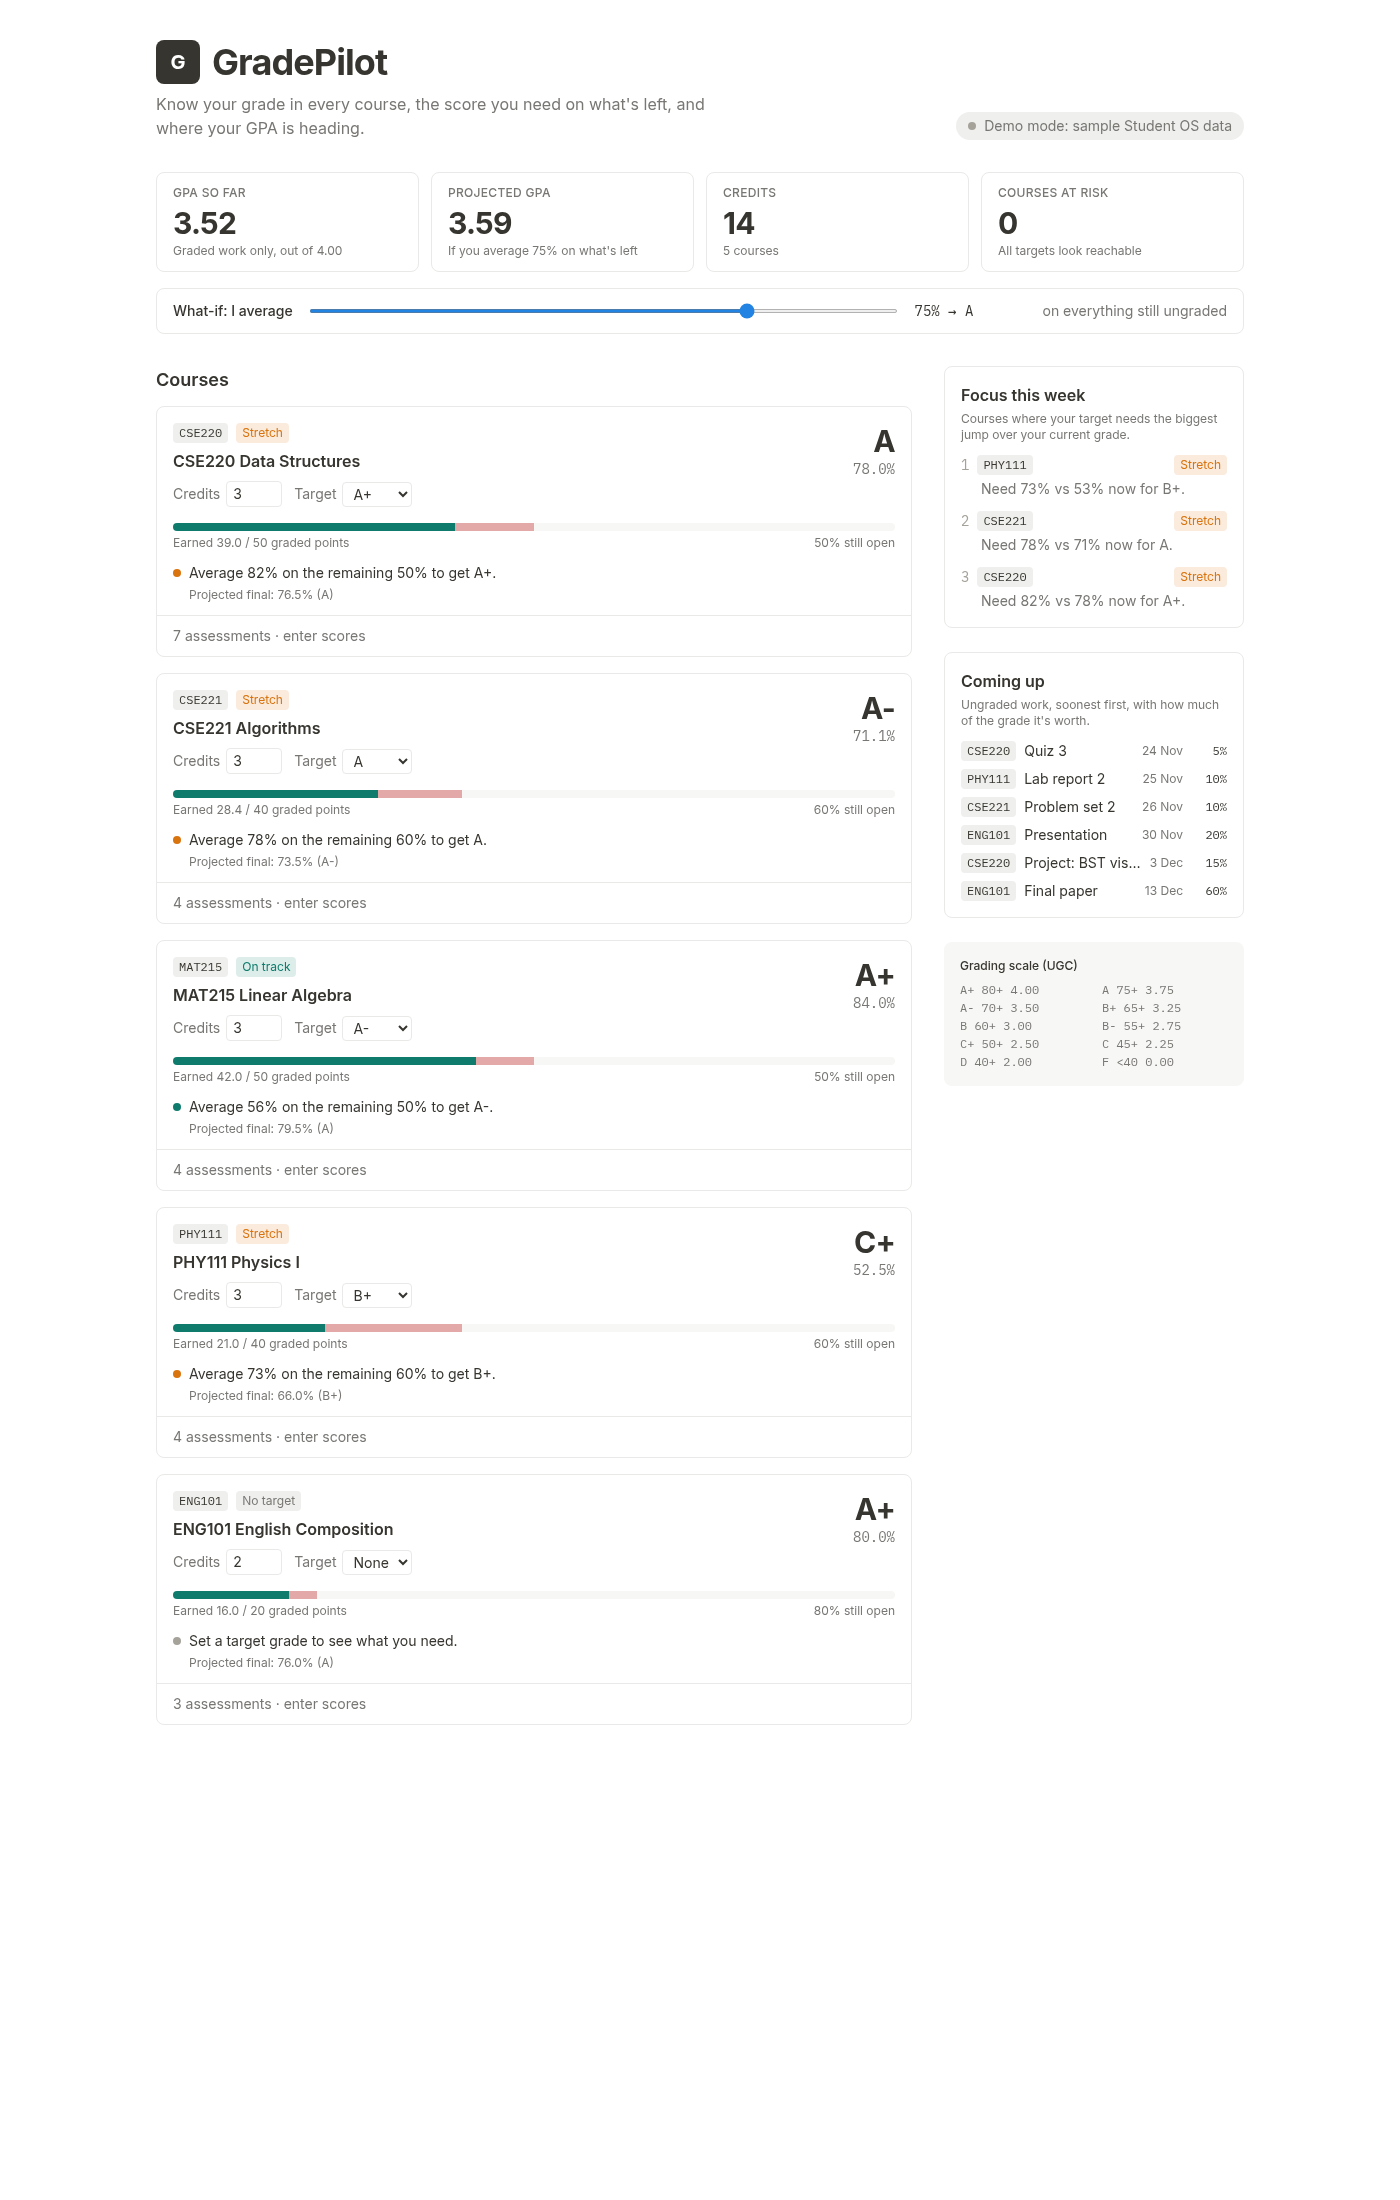 G GradePilot
Know your grade in every course, the score you need on what's left, and
where your GPA is heading.
Demo mode: sample Student OS data
GPA SO FAR
3.52
Graded work only, out of 4.00
PROJECTED GPA
3.59
If you average 75% on what's left
CREDITS
14
5 courses
COURSES AT RISK
0
All targets look reachable
What-if: I average 75% → A on everything still ungraded
Courses
CSE220 Stretch
CSE220 Data Structures
A
78.0%
Credits 3 Target A+
Earned 39.0 / 50 graded points 50% still open
Average 82% on the remaining 50% to get A+.
Projected final: 76.5% (A)
7 assessments · enter scores
CSE221 Stretch
CSE221 Algorithms
A-
71.1%
Credits 3 Target A
Earned 28.4 / 40 graded points 60% still open
Average 78% on the remaining 60% to get A.
Projected final: 73.5% (A-)
4 assessments · enter scores
MAT215 On track
MAT215 Linear Algebra
A+
84.0%
Credits 3 Target A-
Earned 42.0 / 50 graded points 50% still open
Average 56% on the remaining 50% to get A-.
Projected final: 79.5% (A)
4 assessments · enter scores
PHY111 Stretch
PHY111 Physics I
C+
52.5%
Credits 3 Target B+
Earned 21.0 / 40 graded points 60% still open
Average 73% on the remaining 60% to get B+.
Projected final: 66.0% (B+)
4 assessments · enter scores
ENG101 No target
ENG101 English Composition
A+
80.0%
Credits 2 Target None
Earned 16.0 / 20 graded points 80% still open
Set a target grade to see what you need.
Projected final: 76.0% (A)
3 assessments · enter scores
Focus this week
Courses where your target needs the biggest
jump over your current grade.
1 PHY111 Stretch
Need 73% vs 53% now for B+.
2 CSE221 Stretch
Need 78% vs 71% now for A.
3 CSE220 Stretch
Need 82% vs 78% now for A+.
Coming up
Ungraded work, soonest first, with how much
of the grade it's worth.
CSE220 Quiz 3 24 Nov 5%
PHY111 Lab report 2 25 Nov 10%
CSE221 Problem set 2 26 Nov 10%
ENG101 Presentation 30 Nov 20%
CSE220 Project: BST vis... 3 Dec 15%
ENG101 Final paper 13 Dec 60%
Grading scale (UGC)
A+ 80+ 4.00 A 75+ 3.75
A- 70+ 3.50 B+ 65+ 3.25
B 60+ 3.00 B- 55+ 2.75
C+ 50+ 2.50 C 45+ 2.25
D 40+ 2.00 F <40 0.00